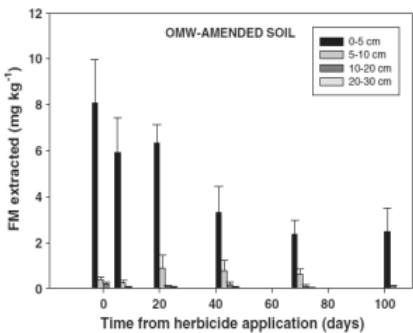 12
OMW-AMENDED SOIL
0-5 cm
5-10 cm
10-20 cm
20-30 cm
10
8
6
4
2
0
FM extracted (mg kg⁻¹)
0 20 40 60 80 100
Time from herbicide application (days)